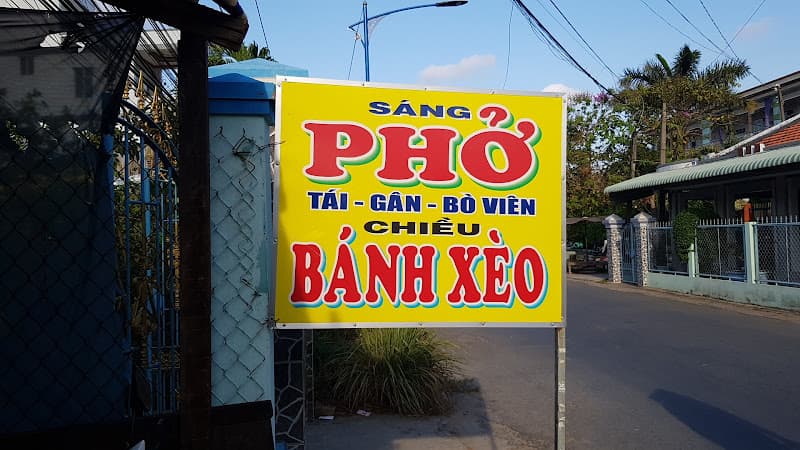 SÁNG
PHỞ
TÁI - GÂN - BÒ VIÊN
CHIỀU
BÁNH XÈO